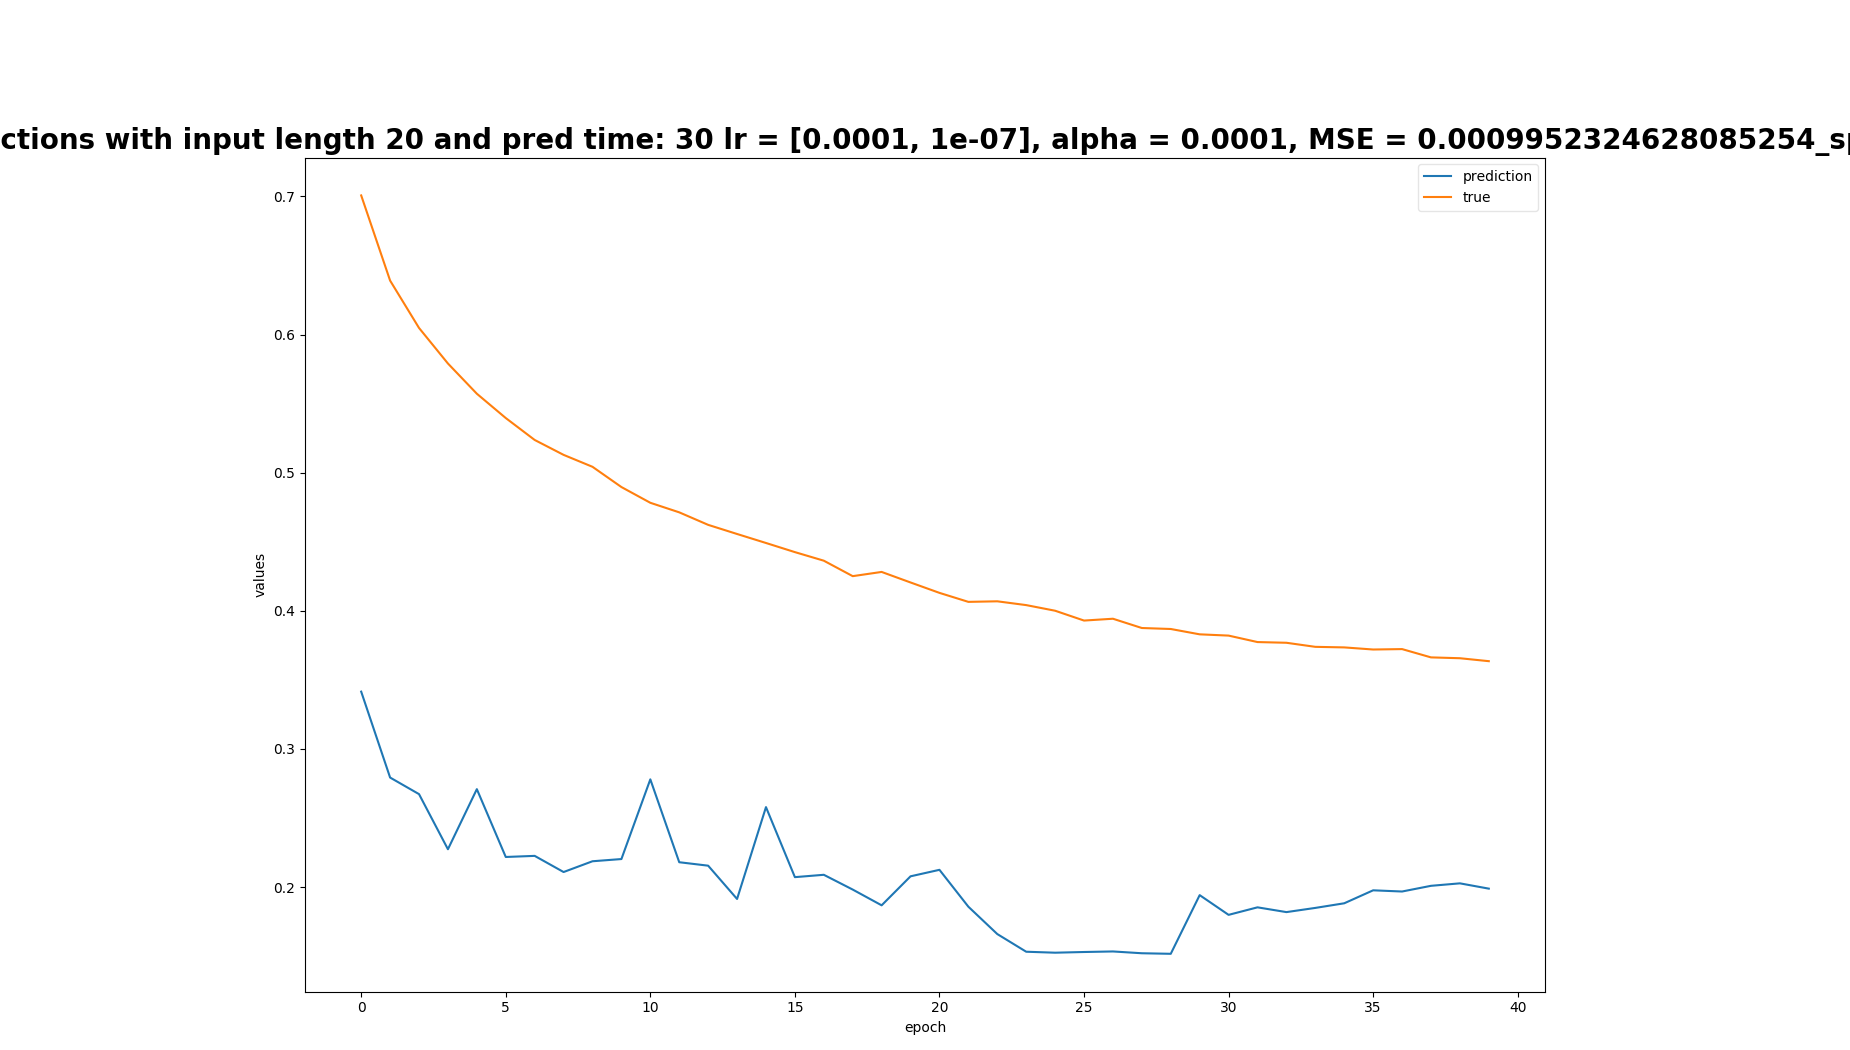 ctions with input length 20 and pred time: 30 lr = [0.0001, 1e-07], alpha = 0.0001, MSE = 0.0009952324628085254_sp
prediction
true
0.7
0.6
0.5
0.4
0.3
0.2
values
0 5 10 15 20 25 30 35 40
epoch